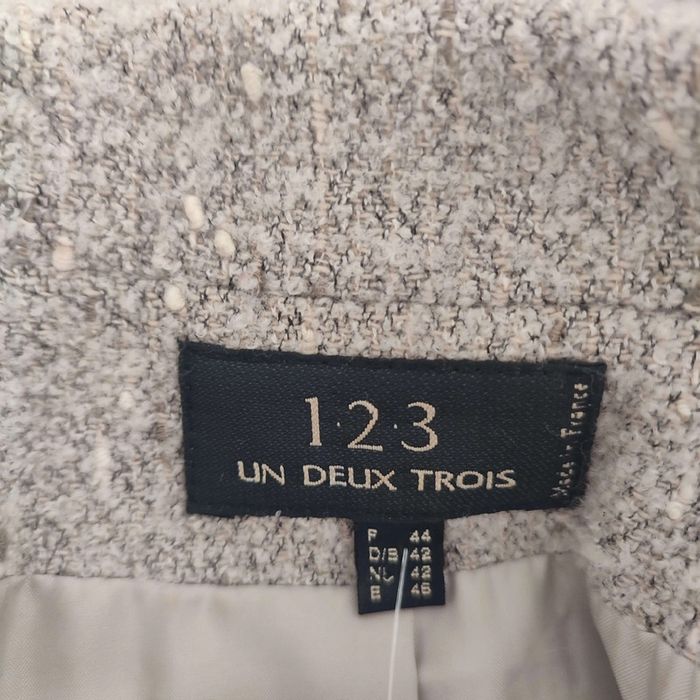 1·2·3
UN DEUX TROIS
Made in France
F 44
D/B 42
NL 42
E 46